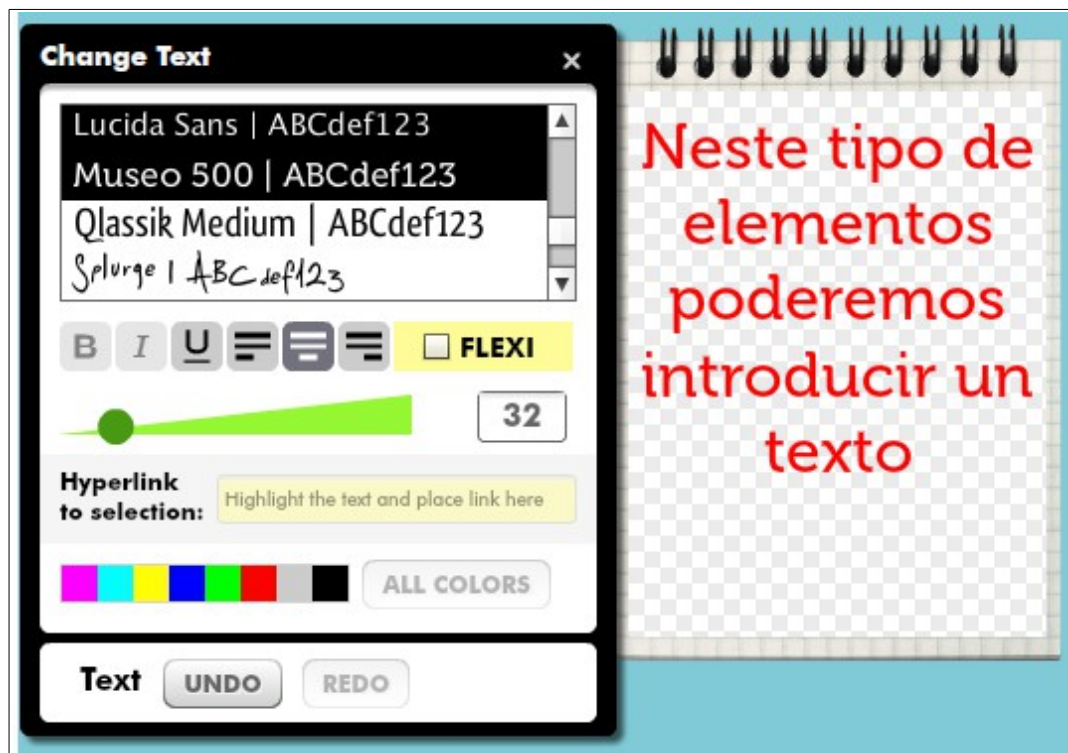 Change Text ×
Lucida Sans | ABCdef123
Museo 500 | ABCdef123
Qlassik Medium | ABCdef123
Splurge | ABCdef123
B I U FLEXI
32
Hyperlink
to selection:
Highlight the text and place link here
ALL COLORS
Text UNDO REDO
Neste tipo de
elementos
poderemos
introducir un
texto